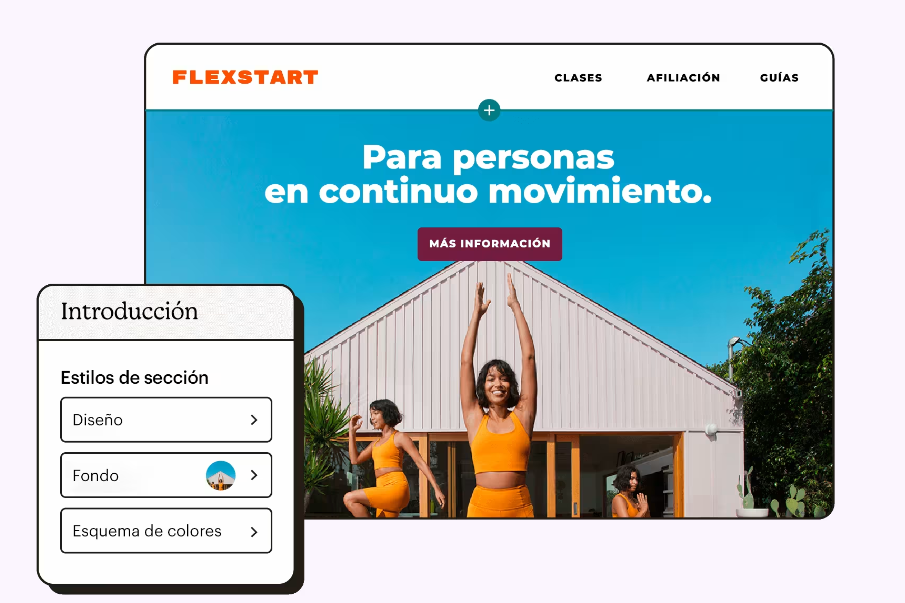 FLEXSTART
CLASES AFILIACIÓN GUÍAS
Para personas
en continuo movimiento.
MÁS INFORMACIÓN
Introducción
Estilos de sección
Diseño
Fondo
Esquema de colores